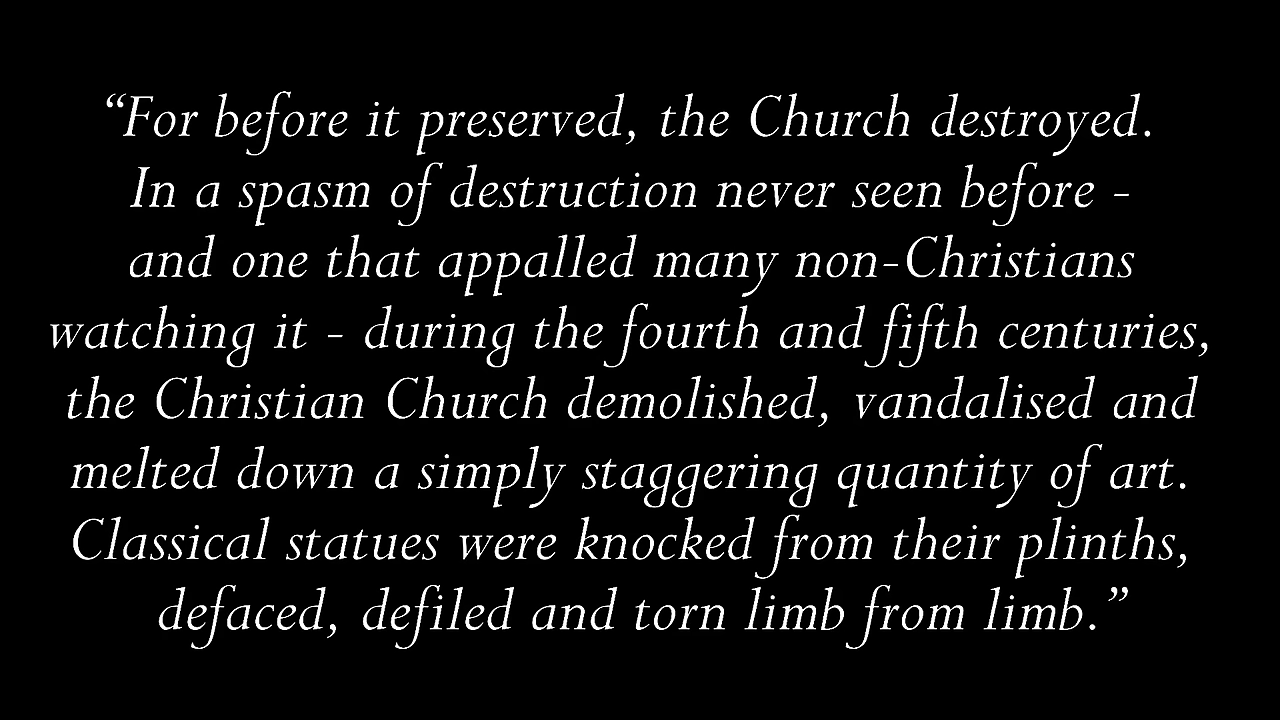 “For before it preserved, the Church destroyed.
In a spasm of destruction never seen before -
and one that appalled many non-Christians
watching it - during the fourth and fifth centuries,
the Christian Church demolished, vandalised and
melted down a simply staggering quantity of art.
Classical statues were knocked from their plinths,
defaced, defiled and torn limb from limb.”